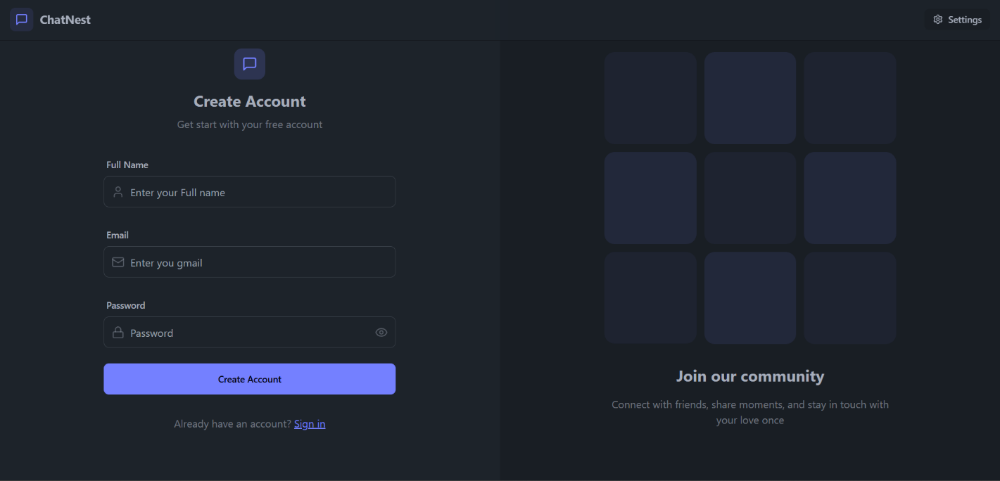 ChatNest
Settings
Create Account
Get start with your free account
Full Name
Enter your Full name
Email
Enter you gmail
Password
Password
Create Account
Already have an account? Sign in
Join our community
Connect with friends, share moments, and stay in touch with
your love once